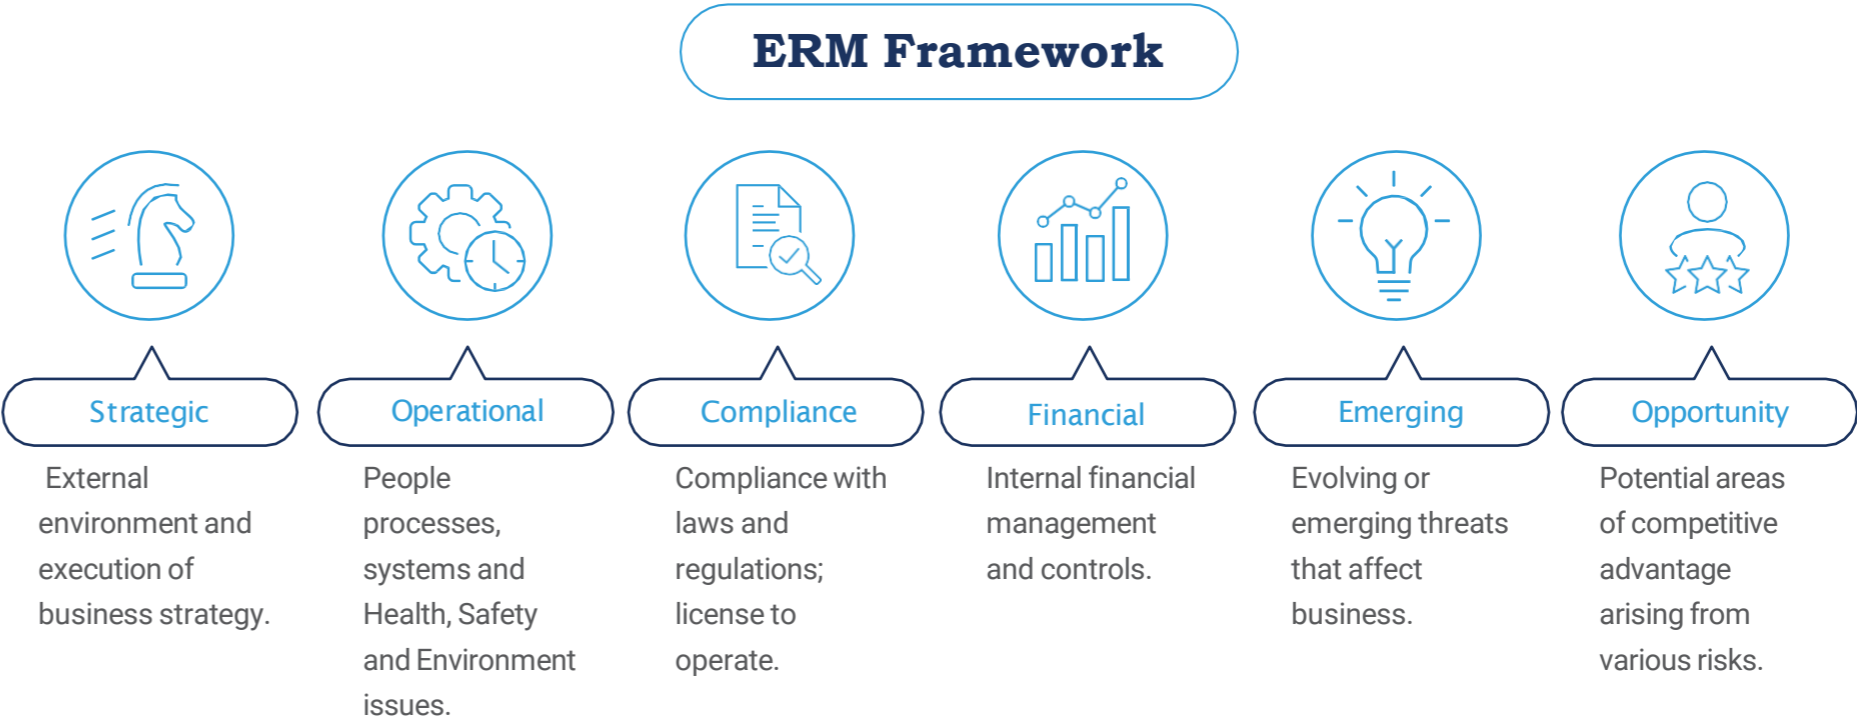 ERM Framework
Strategic
External
environment and
execution of
business strategy.
Operational
People
processes,
systems and
Health, Safety
and Environment
issues.
Compliance
Compliance with
laws and
regulations;
license to
operate.
Financial
Internal financial
management
and controls.
Emerging
Evolving or
emerging threats
that affect
business.
Opportunity
Potential areas
of competitive
advantage
arising from
various risks.